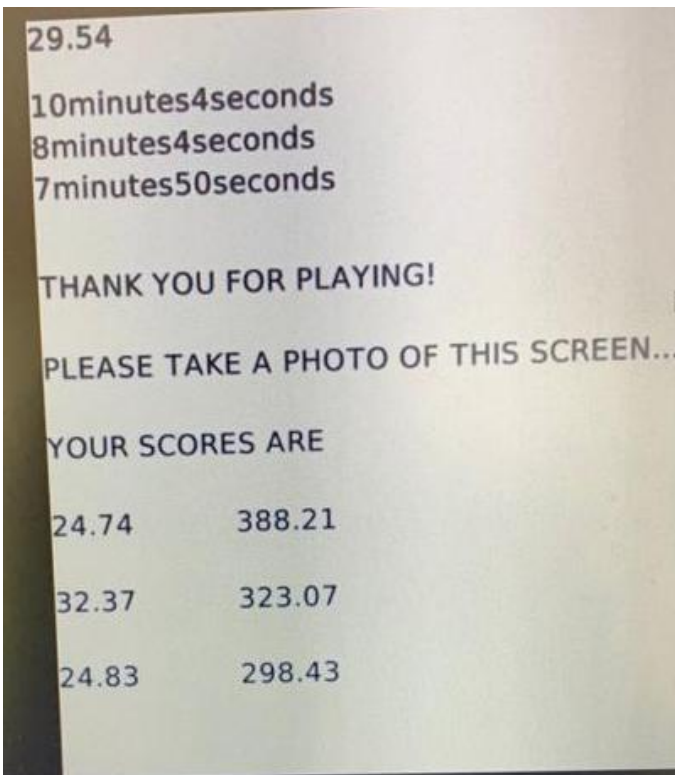 29.54
10minutes4seconds
8minutes4seconds
7minutes50seconds
THANK YOU FOR PLAYING!
PLEASE TAKE A PHOTO OF THIS SCREEN...
YOUR SCORES ARE
24.74 388.21
32.37 323.07
24.83 298.43